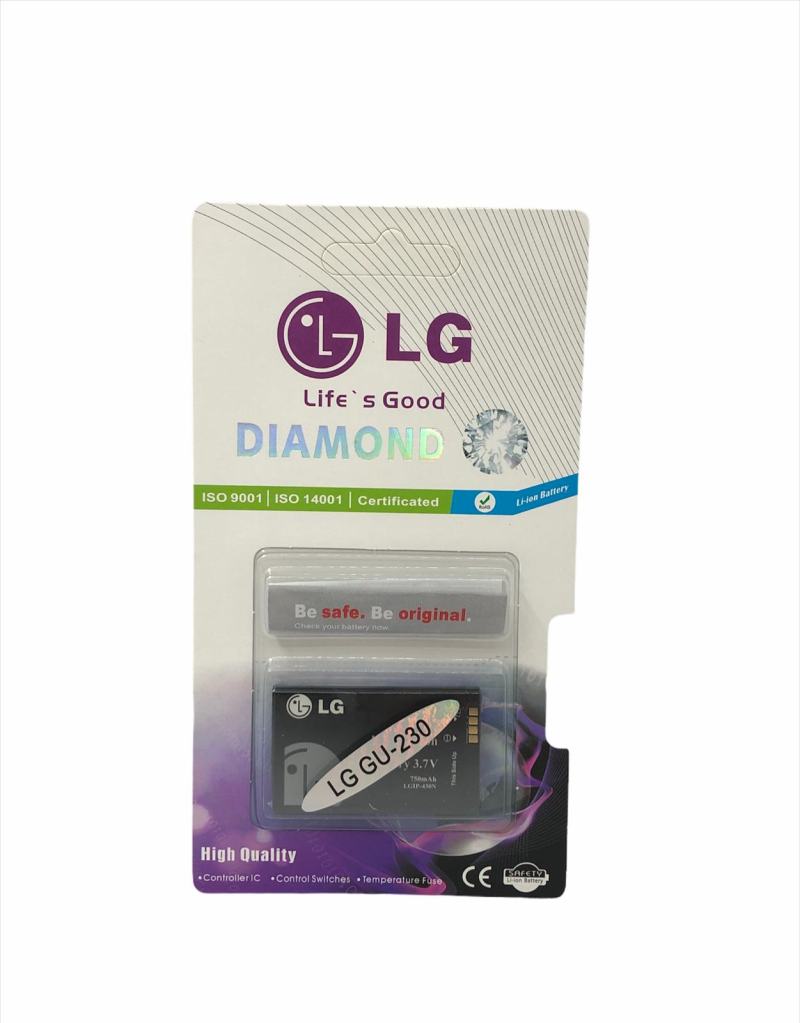 LG
Life`s Good
DIAMOND
ISO 9001 | ISO 14001 | Certificated
RoHS
Li-ion Battery
Be safe. Be original.
Check your battery now.
LG
LG GU-230
3.7V
750mAh
LGIP-430N
This Side Up
High Quality
•Controller IC •Control Switches •Temperature Fuse
CE
SAFETY
Li-ion Battery